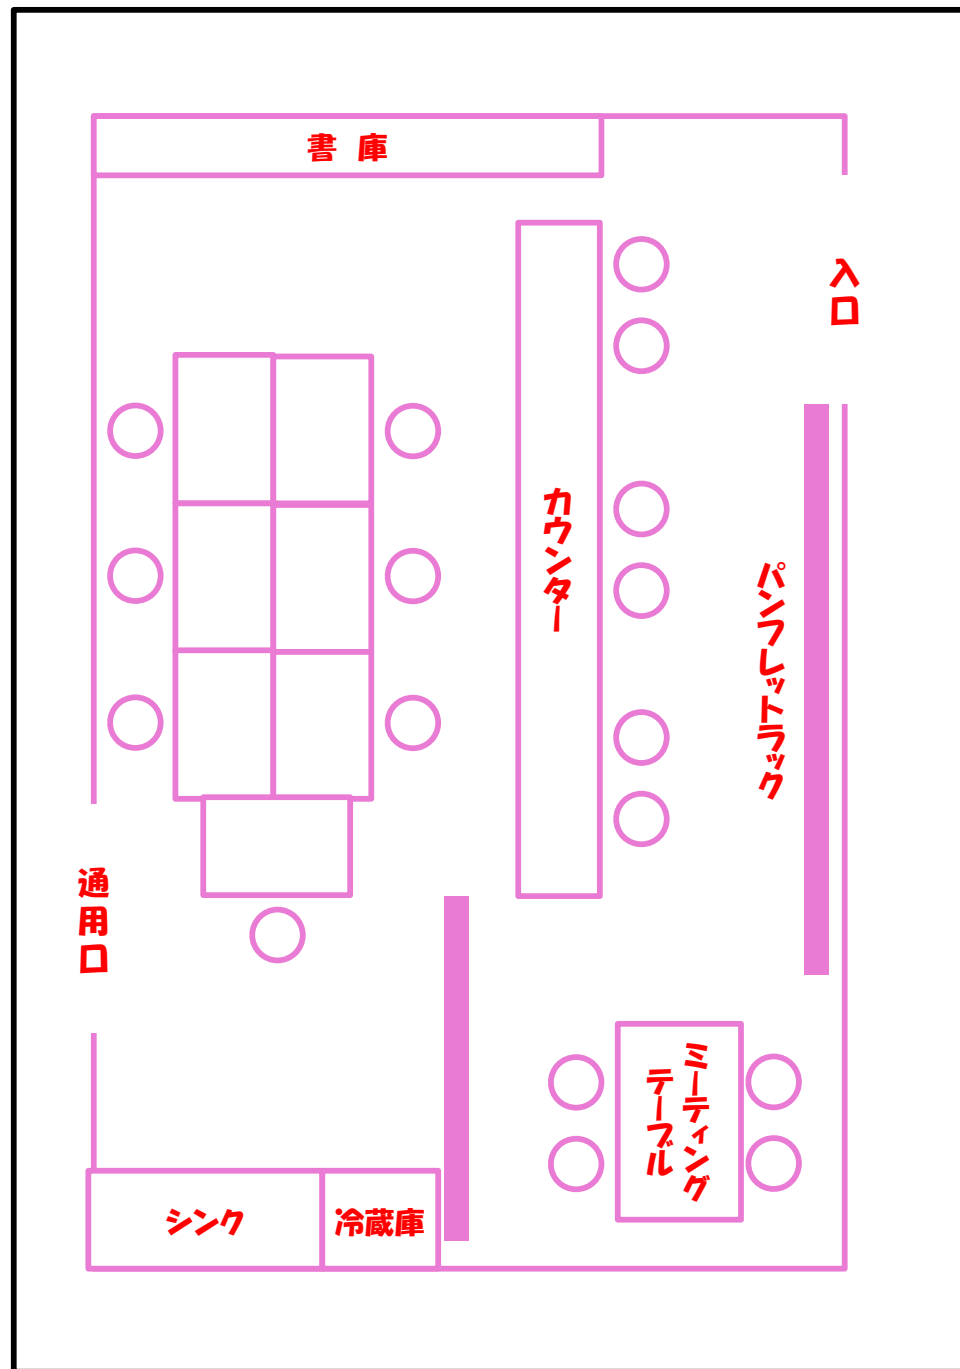 書 庫
入口
カウンター
パンフレットラック
通用口
ミーティング
テーブル
シンク
冷蔵庫